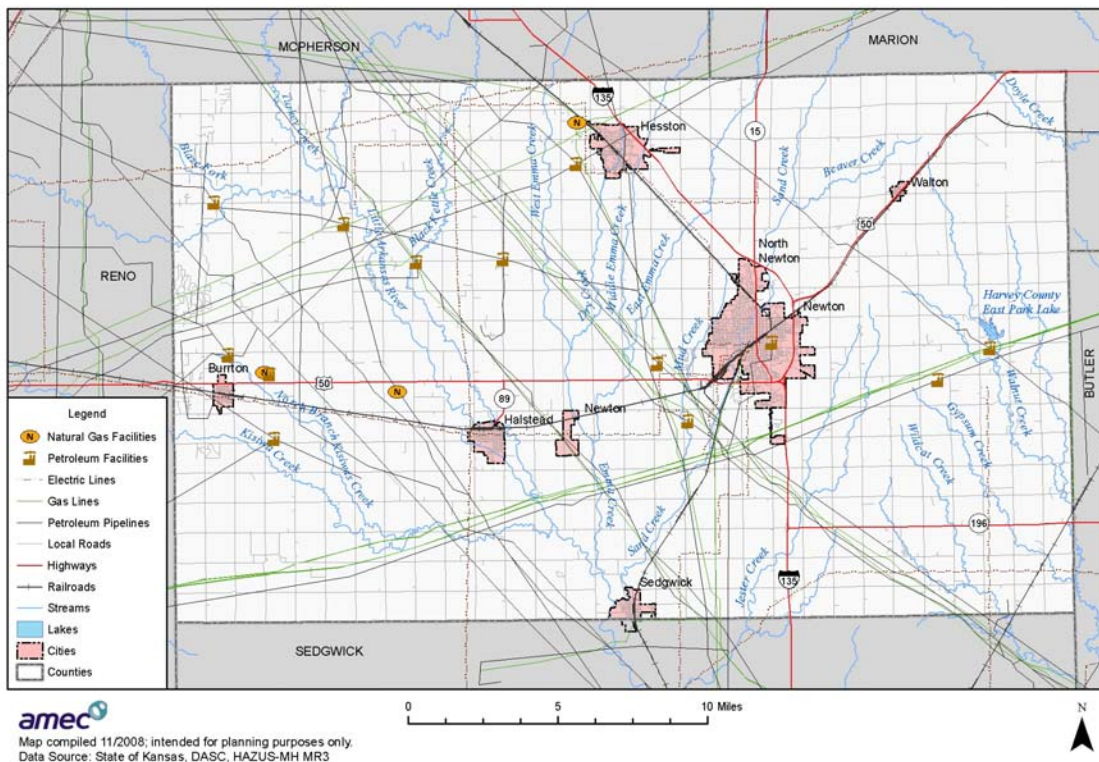 MCPHERSON
MARION
135
Hesston
15
Doyle Creek
Turkey Creek
Blaze Fork
Black Kettle Creek
West Emma Creek
Sand Creek
Beaver Creek
Walton
50
Little Arkansas River
Middle Emma Creek
East Emma Creek
Dry Creek
North
Newton
RENO
Newton
Harvey County
East Park Lake
Mud Creek
Burrton
50
BUTLER
89
Halstead
Newton
Kisiwa Creek
Walnut Creek
Gypsum Creek
Wildcat Creek
Emma Creek
Sand Creek
196
Jester Creek
135
Sedgwick
SEDGWICK
Legend
N Natural Gas Facilities
Petroleum Facilities
Electric Lines
Gas Lines
Petroleum Pipelines
Local Roads
Highways
Railroads
Streams
Lakes
Cities
Counties
amec
0 5 10 Miles
N
Map compiled 11/2008; intended for planning purposes only.
Data Source: State of Kansas, DASC, HAZUS-MH MR3